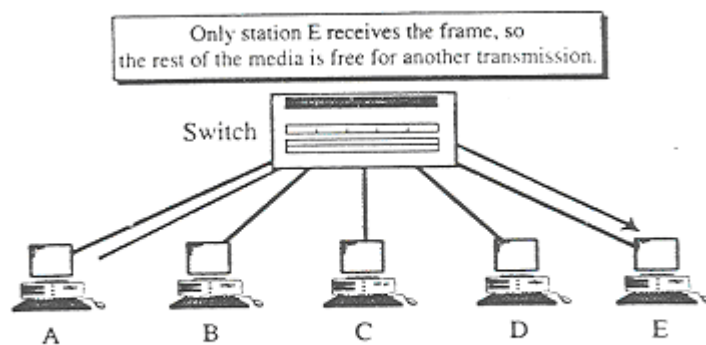 Only station E receives the frame, so
the rest of the media is free for another transmission.
Switch
A B C D E